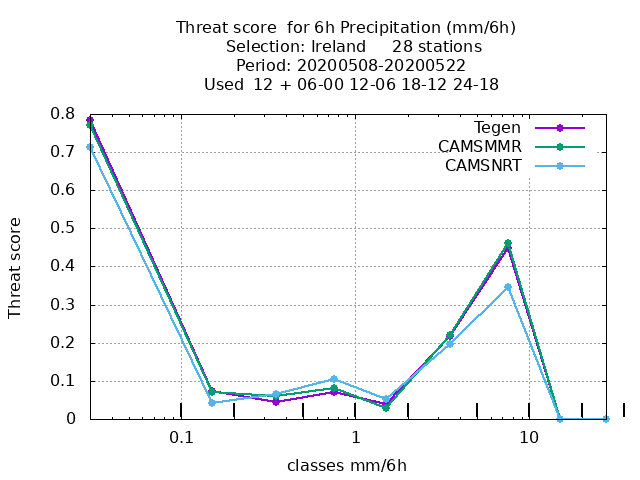 Threat score  for 6h Precipitation (mm/6h)
Selection: Ireland     28 stations
Period: 20200508-20200522
Used  12 + 06-00 12-06 18-12 24-18
Tegen
CAMSMMR
CAMSNRT
0.8
0.7
0.6
0.5
0.4
0.3
0.2
0.1
0
Threat score
0.1 1 10
classes mm/6h